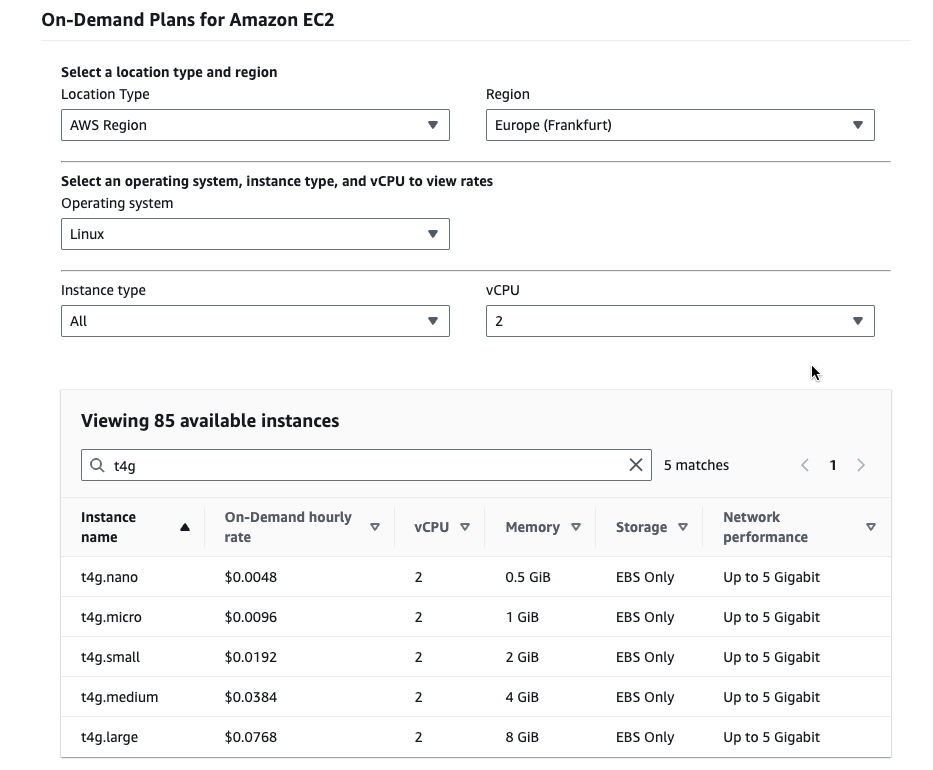 On-Demand Plans for Amazon EC2
Select a location type and region
Location Type
Region
AWS Region
Europe (Frankfurt)
Select an operating system, instance type, and vCPU to view rates
Operating system
Linux
Instance type
vCPU
All
2
Viewing 85 available instances
t4g
5 matches
1
Instance name
On-Demand hourly rate
vCPU
Memory
Storage
Network performance
t4g.nano $0.0048 2 0.5 GiB EBS Only Up to 5 Gigabit
t4g.micro $0.0096 2 1 GiB EBS Only Up to 5 Gigabit
t4g.small $0.0192 2 2 GiB EBS Only Up to 5 Gigabit
t4g.medium $0.0384 2 4 GiB EBS Only Up to 5 Gigabit
t4g.large $0.0768 2 8 GiB EBS Only Up to 5 Gigabit